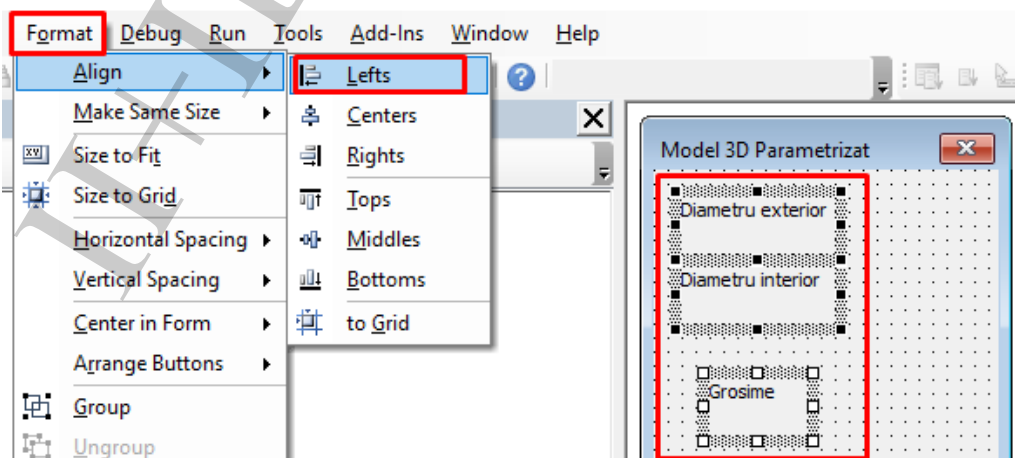 Format Debug Run Tools Add-Ins Window Help
Align
Make Same Size
Size to Fit
Size to Grid
Horizontal Spacing
Vertical Spacing
Center in Form
Arrange Buttons
Group
Ungroup
Lefts
Centers
Rights
Tops
Middles
Bottoms
to Grid
Model 3D Parametrizat
Diametru exterior
Diametru interior
Grosime